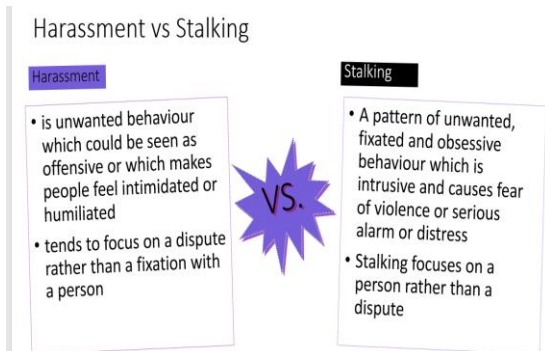 Harassment vs Stalking
Harassment
• is unwanted behaviour
which could be seen as
offensive or which makes
people feel intimidated or
humiliated
• tends to focus on a dispute
rather than a fixation with
a person
VS.
Stalking
• A pattern of unwanted,
fixated and obsessive
behaviour which is
intrusive and causes fear
of violence or serious
alarm or distress
• Stalking focuses on a
person rather than a
dispute